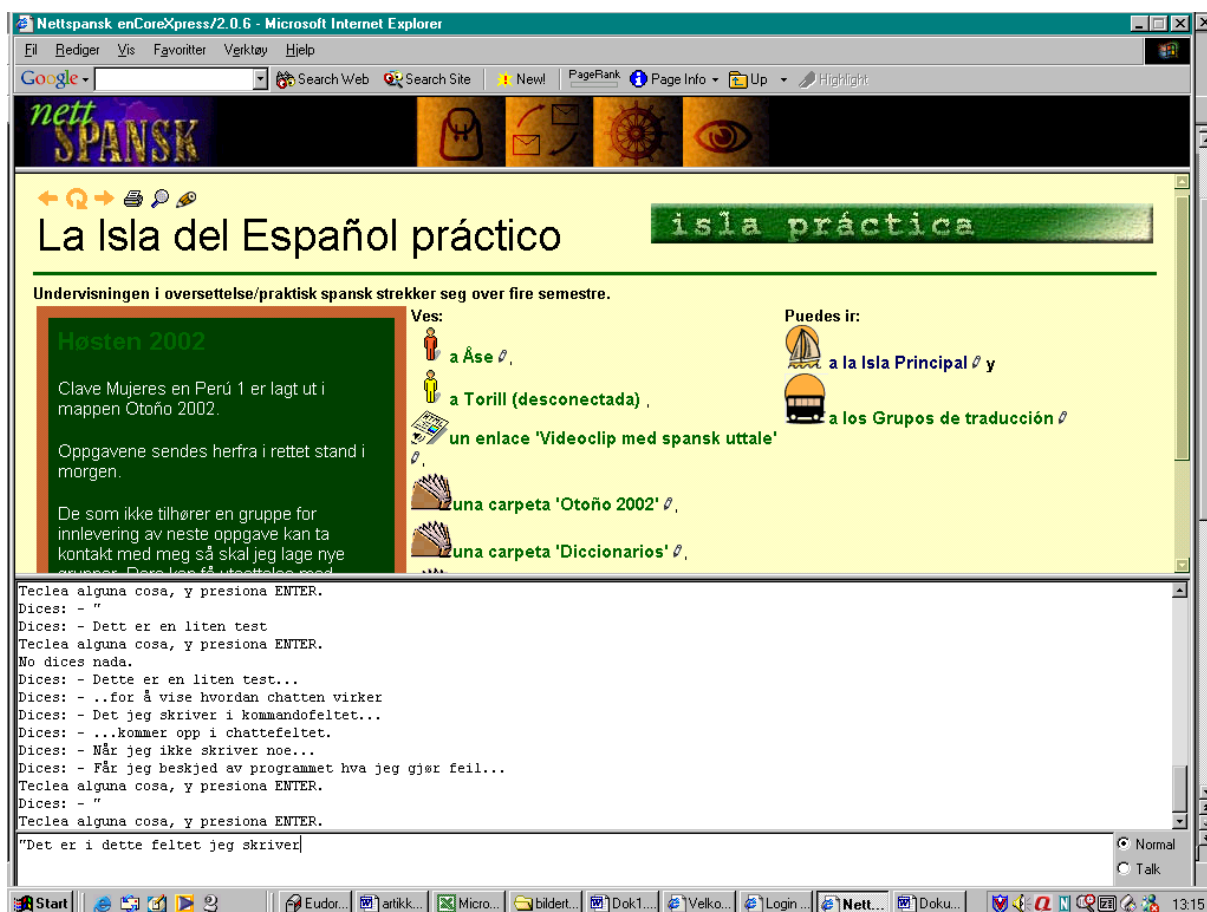 Nettspansk enCoreXpress/2.0.6 - Microsoft Internet Explorer
Fil Rediger Vis Favoritter Verktøy Hjelp
Google Search Web Search Site New! PageRank Page Info Up Highlight
nett
SPANSK
La Isla del Español práctico
isla práctica
Undervisningen i oversettelse/praktisk spansk strekker seg over fire semestre.
Høsten 2002
Clave Mujeres en Perú 1 er lagt ut i
mappen Otoño 2002.
Oppgavene sendes herfra i rettet stand i
morgen.
De som ikke tilhører en gruppe for
innlevering av neste oppgave kan ta
kontakt med meg så skal jeg lage nye
Ves:
a Åse ,
a Torill (desconectada) ,
un enlace 'Videoclip med spansk uttale'
,
una carpeta 'Otoño 2002' ,
una carpeta 'Diccionarios' ,
Puedes ir:
a la Isla Principal y
a los Grupos de traducción
Teclea alguna cosa, y presiona ENTER.
Dices: - "
Dices: - Dett er en liten test
Teclea alguna cosa, y presiona ENTER.
No dices nada.
Dices: - Dette er en liten test...
Dices: - ..for å vise hvordan chatten virker
Dices: - Det jeg skriver i kommandofeltet...
Dices: - ...kommer opp i chattefeltet.
Dices: - Når jeg ikke skriver noe...
Dices: - Får jeg beskjed av programmet hva jeg gjør feil...
Teclea alguna cosa, y presiona ENTER.
Dices: - "
Teclea alguna cosa, y presiona ENTER.
"Det er i dette feltet jeg skriver
Normal
Talk
Start Eudor... artikk... Micro... bildert... Dok1.... Velko... Login ... Nett... Doku... 13:15